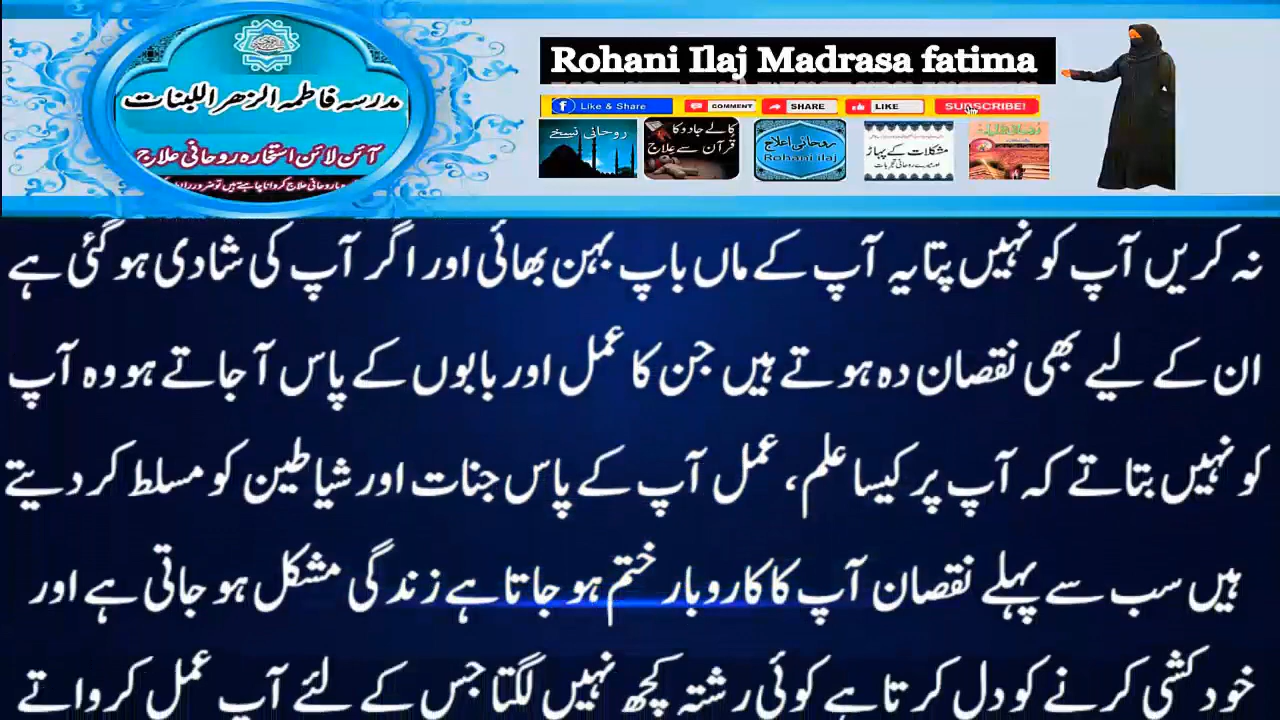 مدرسہ فاطمہ الزھرا للبنات
آن لائن استخارہ روحانی علاج
Rohani Ilaj Madrasa fatima
Like & Share
COMMENT
SHARE
LIKE
SUBSCRIBE!
روحانی نسخے
کالے جادو کا
قرآن سے علاج
روحانی علاج
Rohani Ilaj
مشکلات کے پہاڑ
نہ کریں آپ کو نہیں پتا یہ آپ کے ماں باپ بہن بھائی اور اگر آپ کی شادی ہو گئی ہے
ان کے لیے بھی نقصان دہ ہوتے ہیں جن کا عمل اور بابوں کے پاس آ جاتے ہو وہ آپ
کو نہیں بتاتے کہ آپ پر کیسا علم، عمل آپ کے پاس جنات اور شیاطین کو مسلط کر دیتے
ہیں سب سے پہلے نقصان آپ کا کاروبار ختم ہو جاتا ہے زندگی مشکل ہو جاتی ہے اور
خودکشی کرنے کو دل کرتا ہے کوئی رشتہ کچھ نہیں لگتا جس کے لئے آپ عمل کرواتے